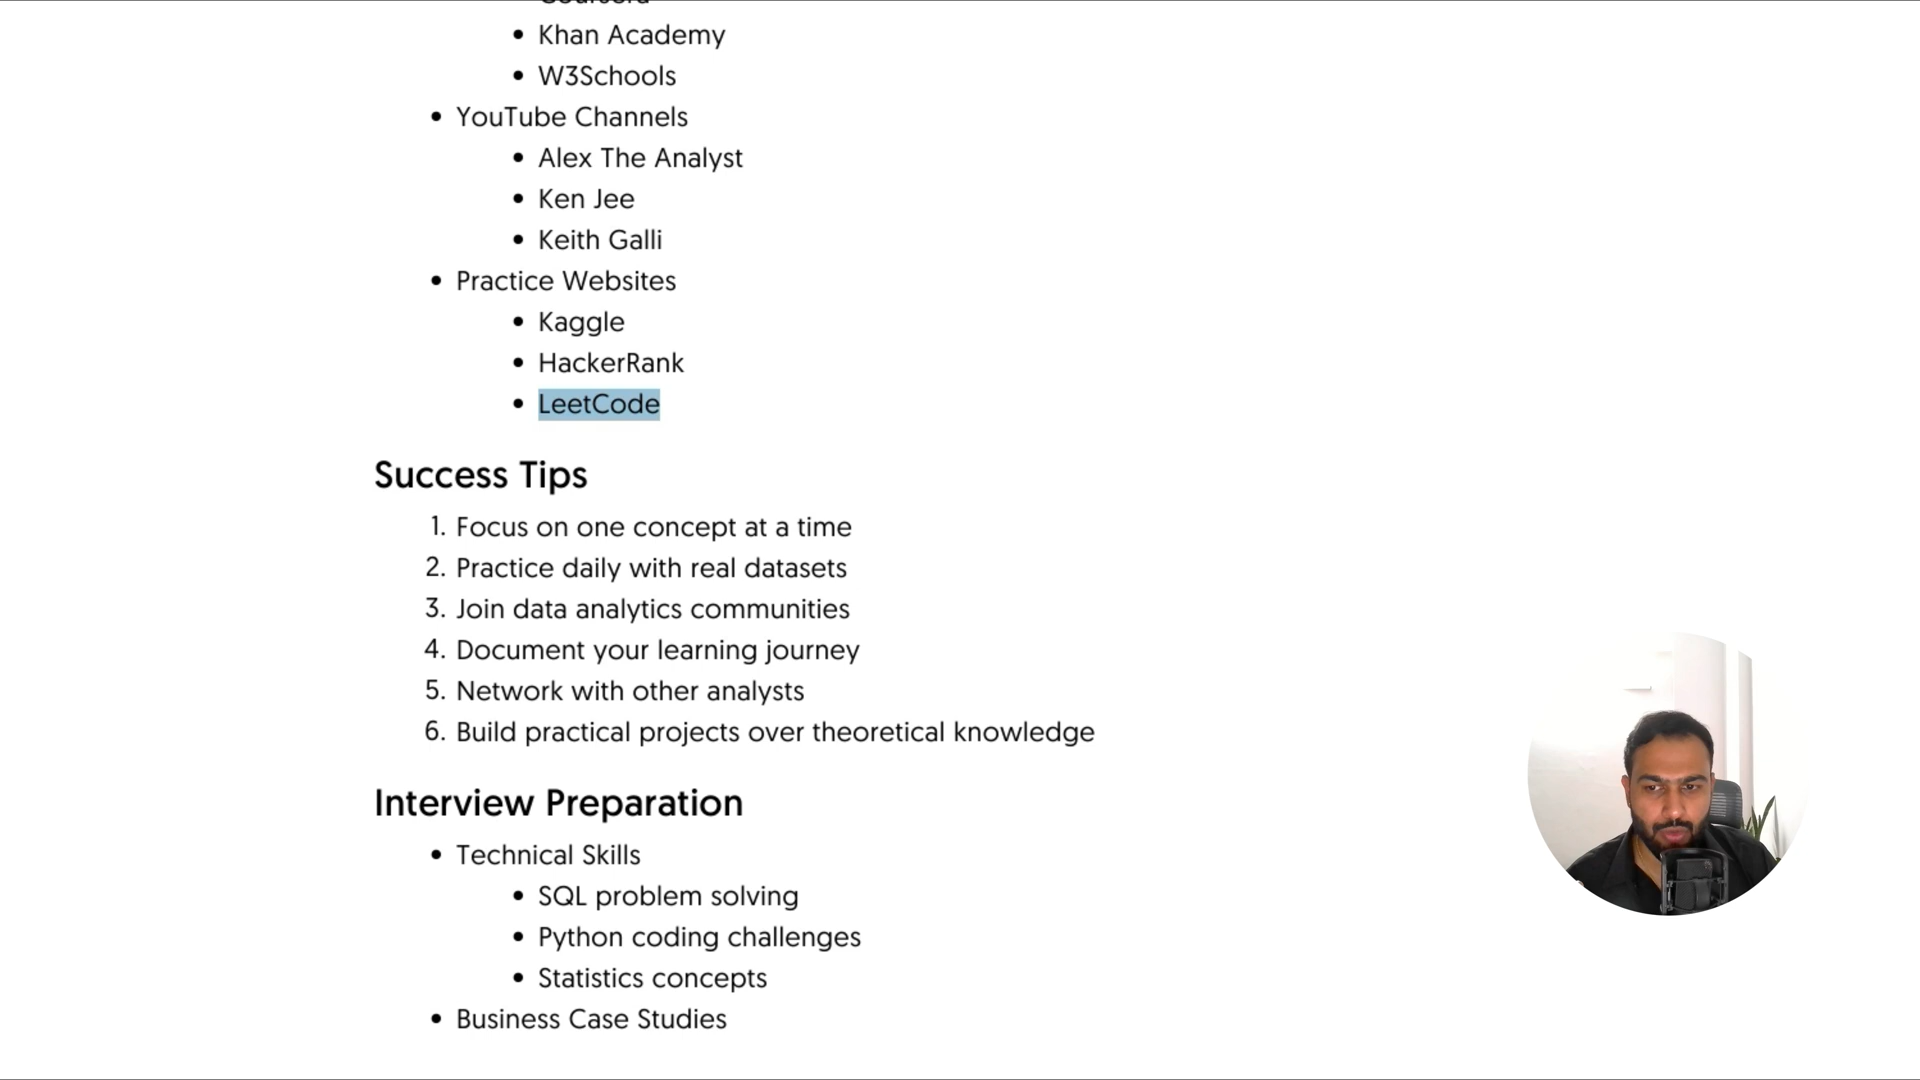 • Khan Academy
• W3Schools
• YouTube Channels
• Alex The Analyst
• Ken Jee
• Keith Galli
• Practice Websites
• Kaggle
• HackerRank
• LeetCode
Success Tips
1. Focus on one concept at a time
2. Practice daily with real datasets
3. Join data analytics communities
4. Document your learning journey
5. Network with other analysts
6. Build practical projects over theoretical knowledge
Interview Preparation
• Technical Skills
• SQL problem solving
• Python coding challenges
• Statistics concepts
• Business Case Studies